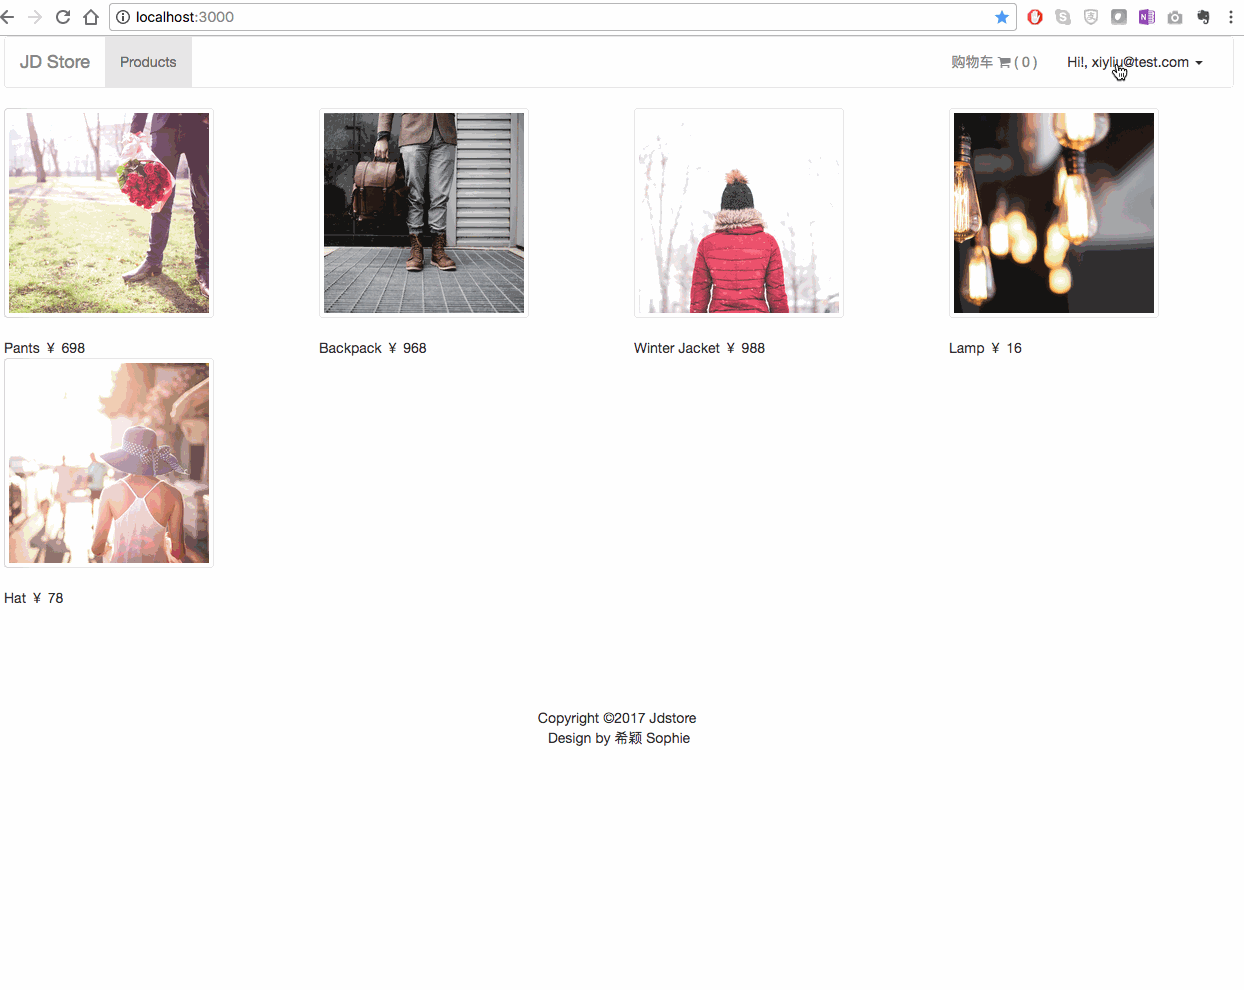 localhost:3000
JD Store Products 购物车 ( 0 ) Hi!, xiyliu@test.com
Pants ¥ 698 Backpack ¥ 968 Winter Jacket ¥ 988 Lamp ¥ 16
Hat ¥ 78
Copyright ©2017 Jdstore
Design by 希颖 Sophie